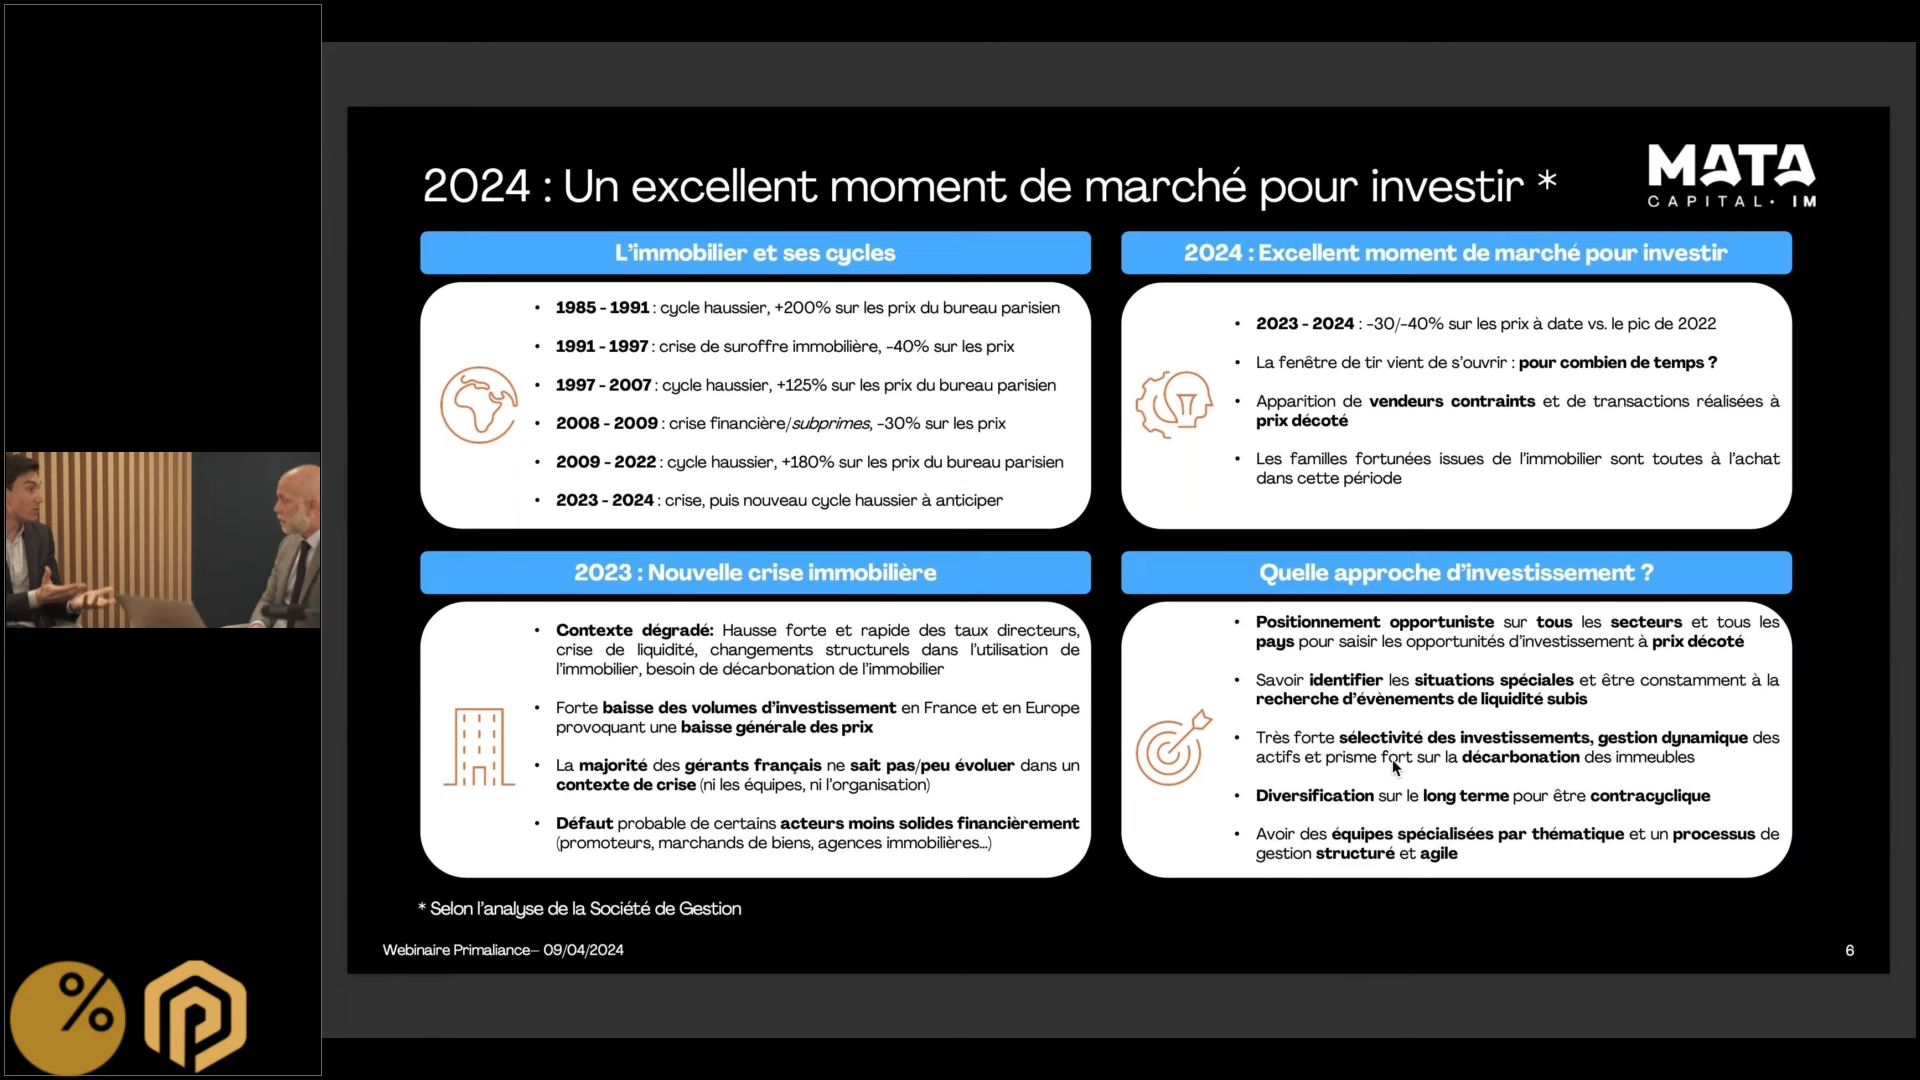 2024 : Un excellent moment de marché pour investir *
MATA
CAPITAL· IM
L'immobilier et ses cycles
• 1985 - 1991 : cycle haussier, +200% sur les prix du bureau parisien
• 1991 - 1997 : crise de suroffre immobilière, -40% sur les prix
• 1997 - 2007 : cycle haussier, +125% sur les prix du bureau parisien
• 2008 - 2009 : crise financière/subprimes, -30% sur les prix
• 2009 - 2022 : cycle haussier, +180% sur les prix du bureau parisien
• 2023 - 2024 : crise, puis nouveau cycle haussier à anticiper
2024 : Excellent moment de marché pour investir
• 2023 - 2024 : -30/-40% sur les prix à date vs. le pic de 2022
• La fenêtre de tir vient de s'ouvrir : pour combien de temps ?
• Apparition de vendeurs contraints et de transactions réalisées à
prix décoté
• Les familles fortunées issues de l'immobilier sont toutes à l'achat
dans cette période
2023 : Nouvelle crise immobilière
• Contexte dégradé: Hausse forte et rapide des taux directeurs,
crise de liquidité, changements structurels dans l'utilisation de
l'immobilier, besoin de décarbonation de l'immobilier
• Forte baisse des volumes d'investissement en France et en Europe
provoquant une baisse générale des prix
• La majorité des gérants français ne sait pas/peu évoluer dans un
contexte de crise (ni les équipes, ni l'organisation)
• Défaut probable de certains acteurs moins solides financièrement
(promoteurs, marchands de biens, agences immobilières...)
Quelle approche d'investissement ?
• Positionnement opportuniste sur tous les secteurs et tous les
pays pour saisir les opportunités d'investissement à prix décoté
• Savoir identifier les situations spéciales et être constamment à la
recherche d'évènements de liquidité subis
• Très forte sélectivité des investissements, gestion dynamique des
actifs et prisme fort sur la décarbonation des immeubles
• Diversification sur le long terme pour être contracyclique
• Avoir des équipes spécialisées par thématique et un processus de
gestion structuré et agile
* Selon l'analyse de la Société de Gestion
Webinaire Primaliance– 09/04/2024
6
%